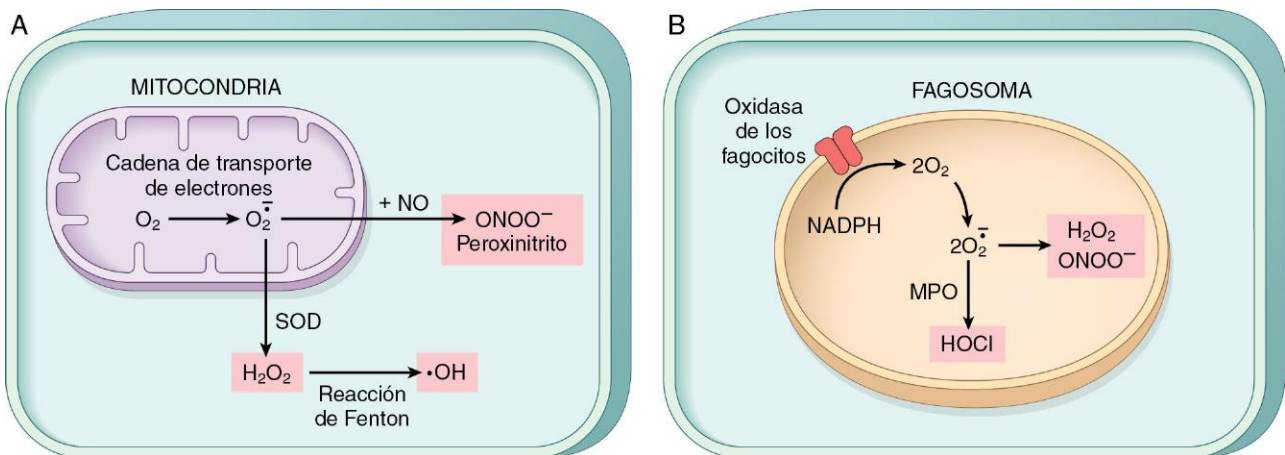 A
MITOCONDRIA
Cadena de transporte
de electrones
O₂
O₂•̄
+ NO
ONOO⁻
Peroxinitrito
SOD
H₂O₂
•OH
Reacción
de Fenton
B
FAGOSOMA
Oxidasa
de los
fagocitos
2O₂
NADPH
2O₂•̄
H₂O₂
ONOO⁻
MPO
HOCl